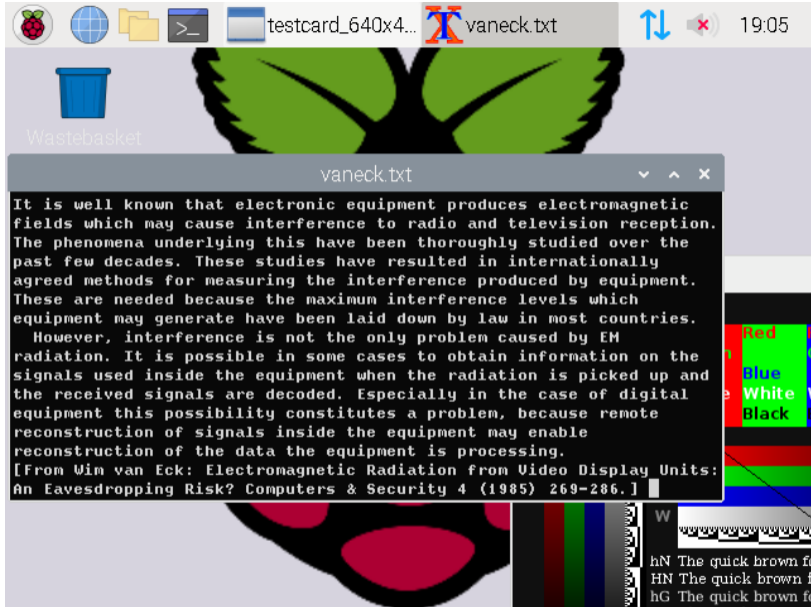 testcard_640x4...
vaneck.txt
19:05
Wastebasket
vaneck.txt
It is well known that electronic equipment produces electromagnetic
fields which may cause interference to radio and television reception.
The phenomena underlying this have been thoroughly studied over the
past few decades. These studies have resulted in internationally
agreed methods for measuring the interference produced by equipment.
These are needed because the maximum interference levels which
equipment may generate have been laid down by law in most countries.
However, interference is not the only problem caused by EM
radiation. It is possible in some cases to obtain information on the
signals used inside the equipment when the radiation is picked up and
the received signals are decoded. Especially in the case of digital
equipment this possibility constitutes a problem, because remote
reconstruction of signals inside the equipment may enable
reconstruction of the data the equipment is processing.
[From Wim van Eck: Electromagnetic Radiation from Video Display Units:
An Eavesdropping Risk? Computers & Security 4 (1985) 269-286.]
Red
Blue
White
Black
W
hN The quick brown
HN The quick brown
hG The quick brown